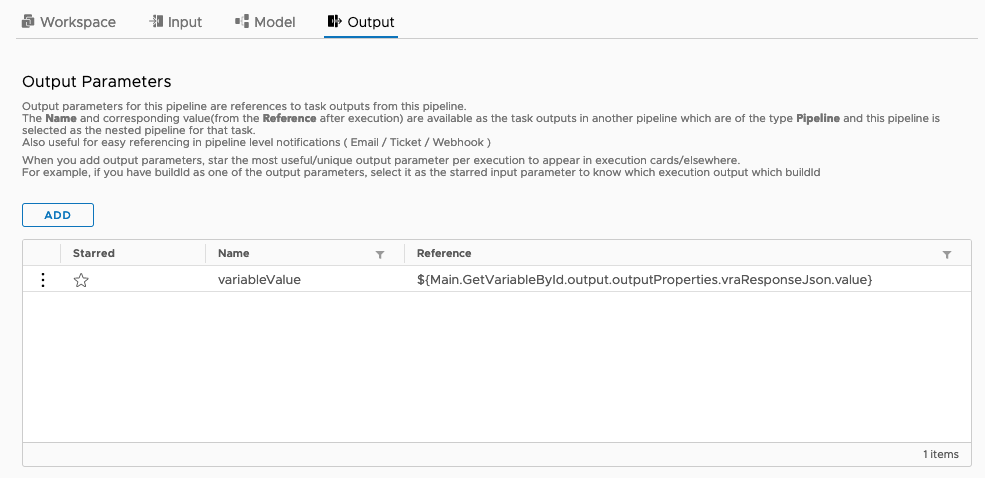 Workspace Input Model Output
Output Parameters
Output parameters for this pipeline are references to task outputs from this pipeline.
The Name and corresponding value(from the Reference after execution) are available as the task outputs in another pipeline which are of the type Pipeline and this pipeline is
selected as the nested pipeline for that task.
Also useful for easy referencing in pipeline level notifications ( Email / Ticket / Webhook )
When you add output parameters, star the most useful/unique output parameter per execution to appear in execution cards/elsewhere.
For example, if you have buildId as one of the output parameters, select it as the starred input parameter to know which execution output which buildId
ADD
Starred Name Reference
variableValue ${Main.GetVariableById.output.outputProperties.vraResponseJson.value}
1 items